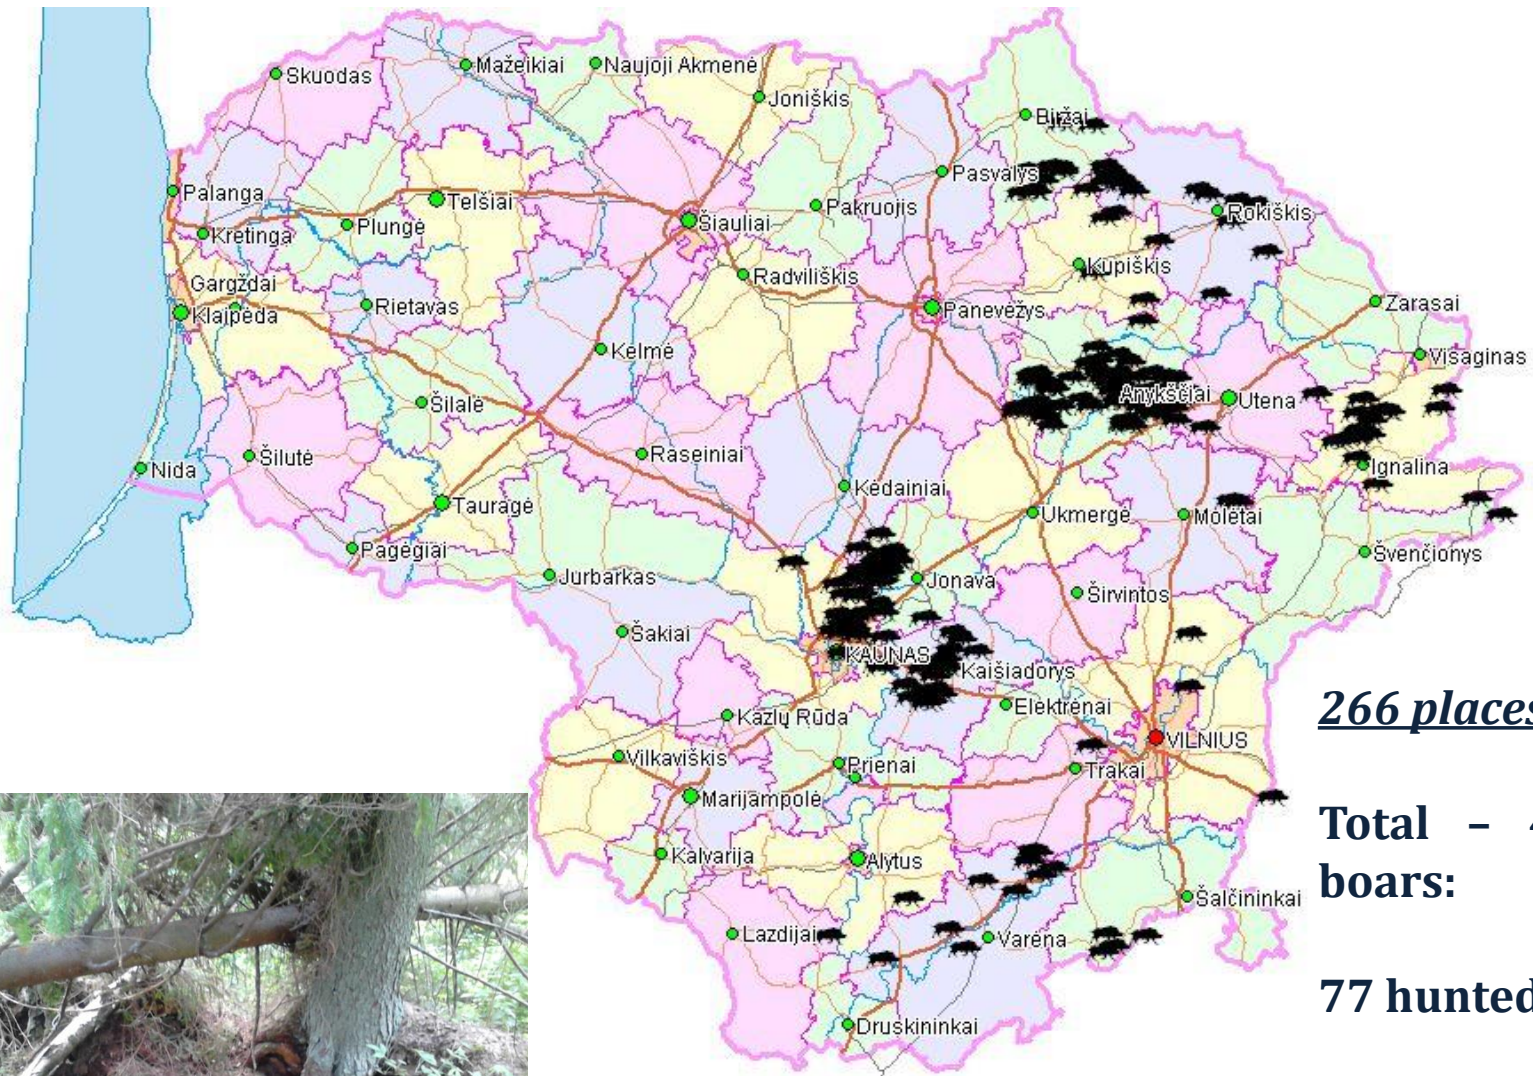 Skuodas
Mažeikiai
Naujoji Akmenė
Joniškis
Biržai
Palanga
Telšiai
Pasvalys
Kretinga
Plungė
Šiauliai
Pakruojis
Rokiškis
Gargždai
Klaipėda
Rietavas
Radviliškis
Panevėžys
Kupiškis
Zarasai
Kelmė
Visaginas
Šilalė
Anykščiai
Utena
Nida
Šilutė
Raseiniai
Kėdainiai
Ignalina
Tauragė
Ukmergė
Molėtai
Pagėgiai
Jurbarkas
Jonava
Švenčionys
Širvintos
Šakiai
KAUNAS
Kaišiadorys
Kazlų Rūda
Elektrėnai
266 places
VILNIUS
Vilkaviškis
Prienai
Trakai
Marijampolė
Total –
boars:
Kalvarija
Alytus
Šalčininkai
Lazdijai
Varėna
77 hunted
Druskininkai